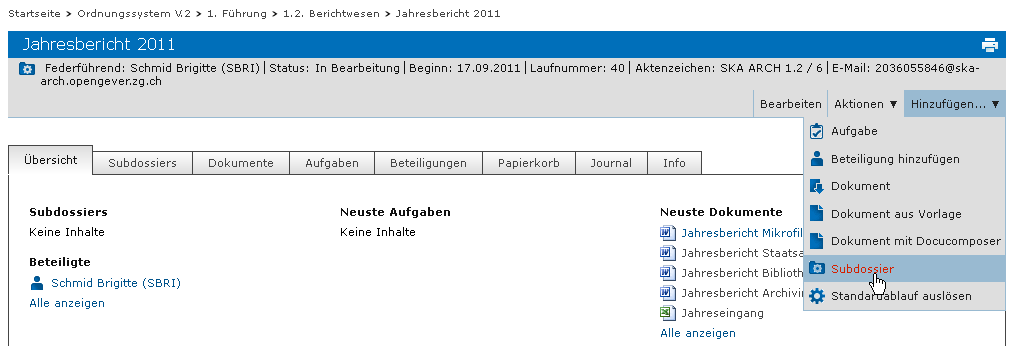 Startseite > Ordnungssystem V.2 > 1. Führung > 1.2. Berichtwesen > Jahresbericht 2011
Jahresbericht 2011
Federführend: Schmid Brigitte (SBRI) | Status: In Bearbeitung | Beginn: 17.09.2011 | Laufnummer: 40 | Aktenzeichen: SKA ARCH 1.2 / 6 | E-Mail: 2036055846@ska-
arch.opengever.zg.ch
Bearbeiten Aktionen ▼ Hinzufügen... ▼
Aufgabe
Beteiligung hinzufügen
Dokument
Dokument aus Vorlage
Dokument mit Docucomposer
Subdossier
Standardablauf auslösen
Übersicht Subdossiers Dokumente Aufgaben Beteiligungen Papierkorb Journal Info
Subdossiers
Keine Inhalte
Beteiligte
Schmid Brigitte (SBRI)
Alle anzeigen
Neuste Aufgaben
Keine Inhalte
Neuste Dokumente
Jahresbericht Mikrofil
Jahresbericht Staatsa
Jahresbericht Biblioth
Jahresbericht Archivi
Jahreseingang
Alle anzeigen